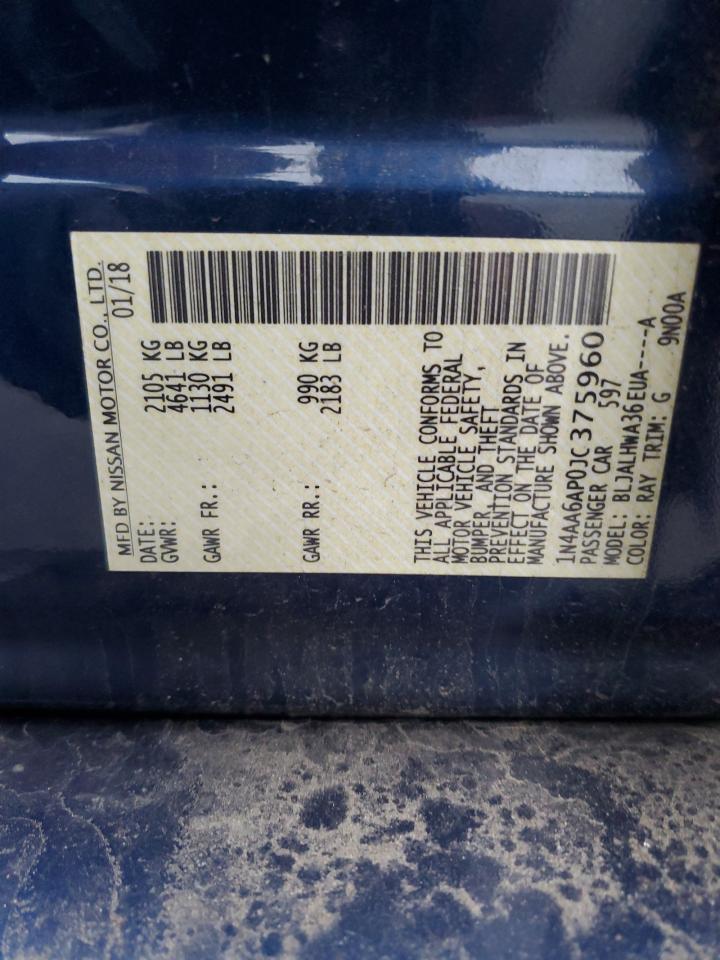 MFD BY NISSAN MOTOR CO., LTD.
DATE: 01/18
GVWR: 2105 KG
4641 LB
GAWR FR.: 1130 KG
2491 LB
GAWR RR.: 990 KG
2183 LB
THIS VEHICLE CONFORMS TO
ALL APPLICABLE FEDERAL
MOTOR VEHICLE SAFETY,
BUMPER, AND THEFT
PREVENTION STANDARDS IN
EFFECT ON THE DATE OF
MANUFACTURE SHOWN ABOVE.
1N4AA6AP0JC375960
PASSENGER CAR 597
MODEL: BLJALHWA36EUA----A
COLOR: RAY TRIM: G 9N00A